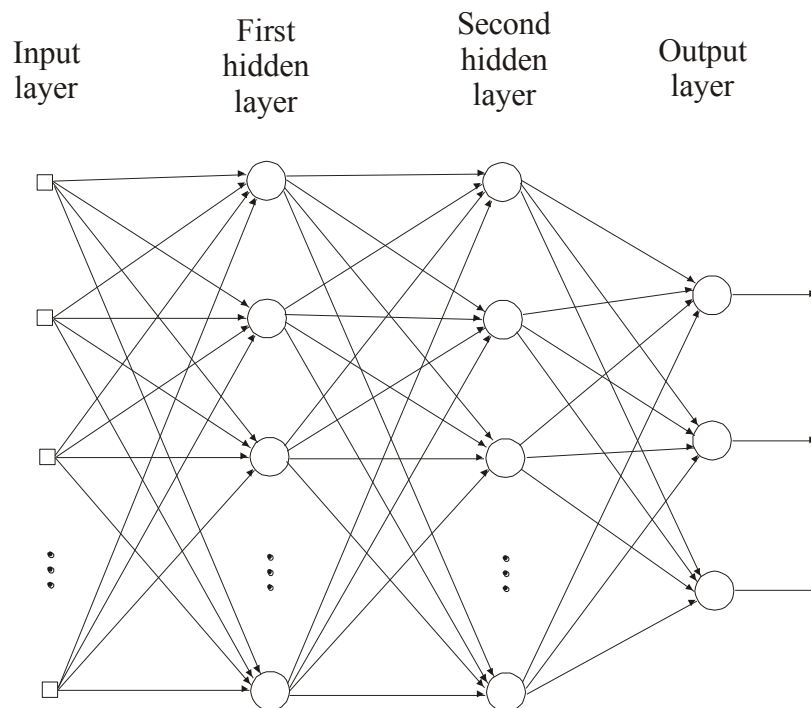 Input
layer
First
hidden
layer
Second
hidden
layer
Output
layer